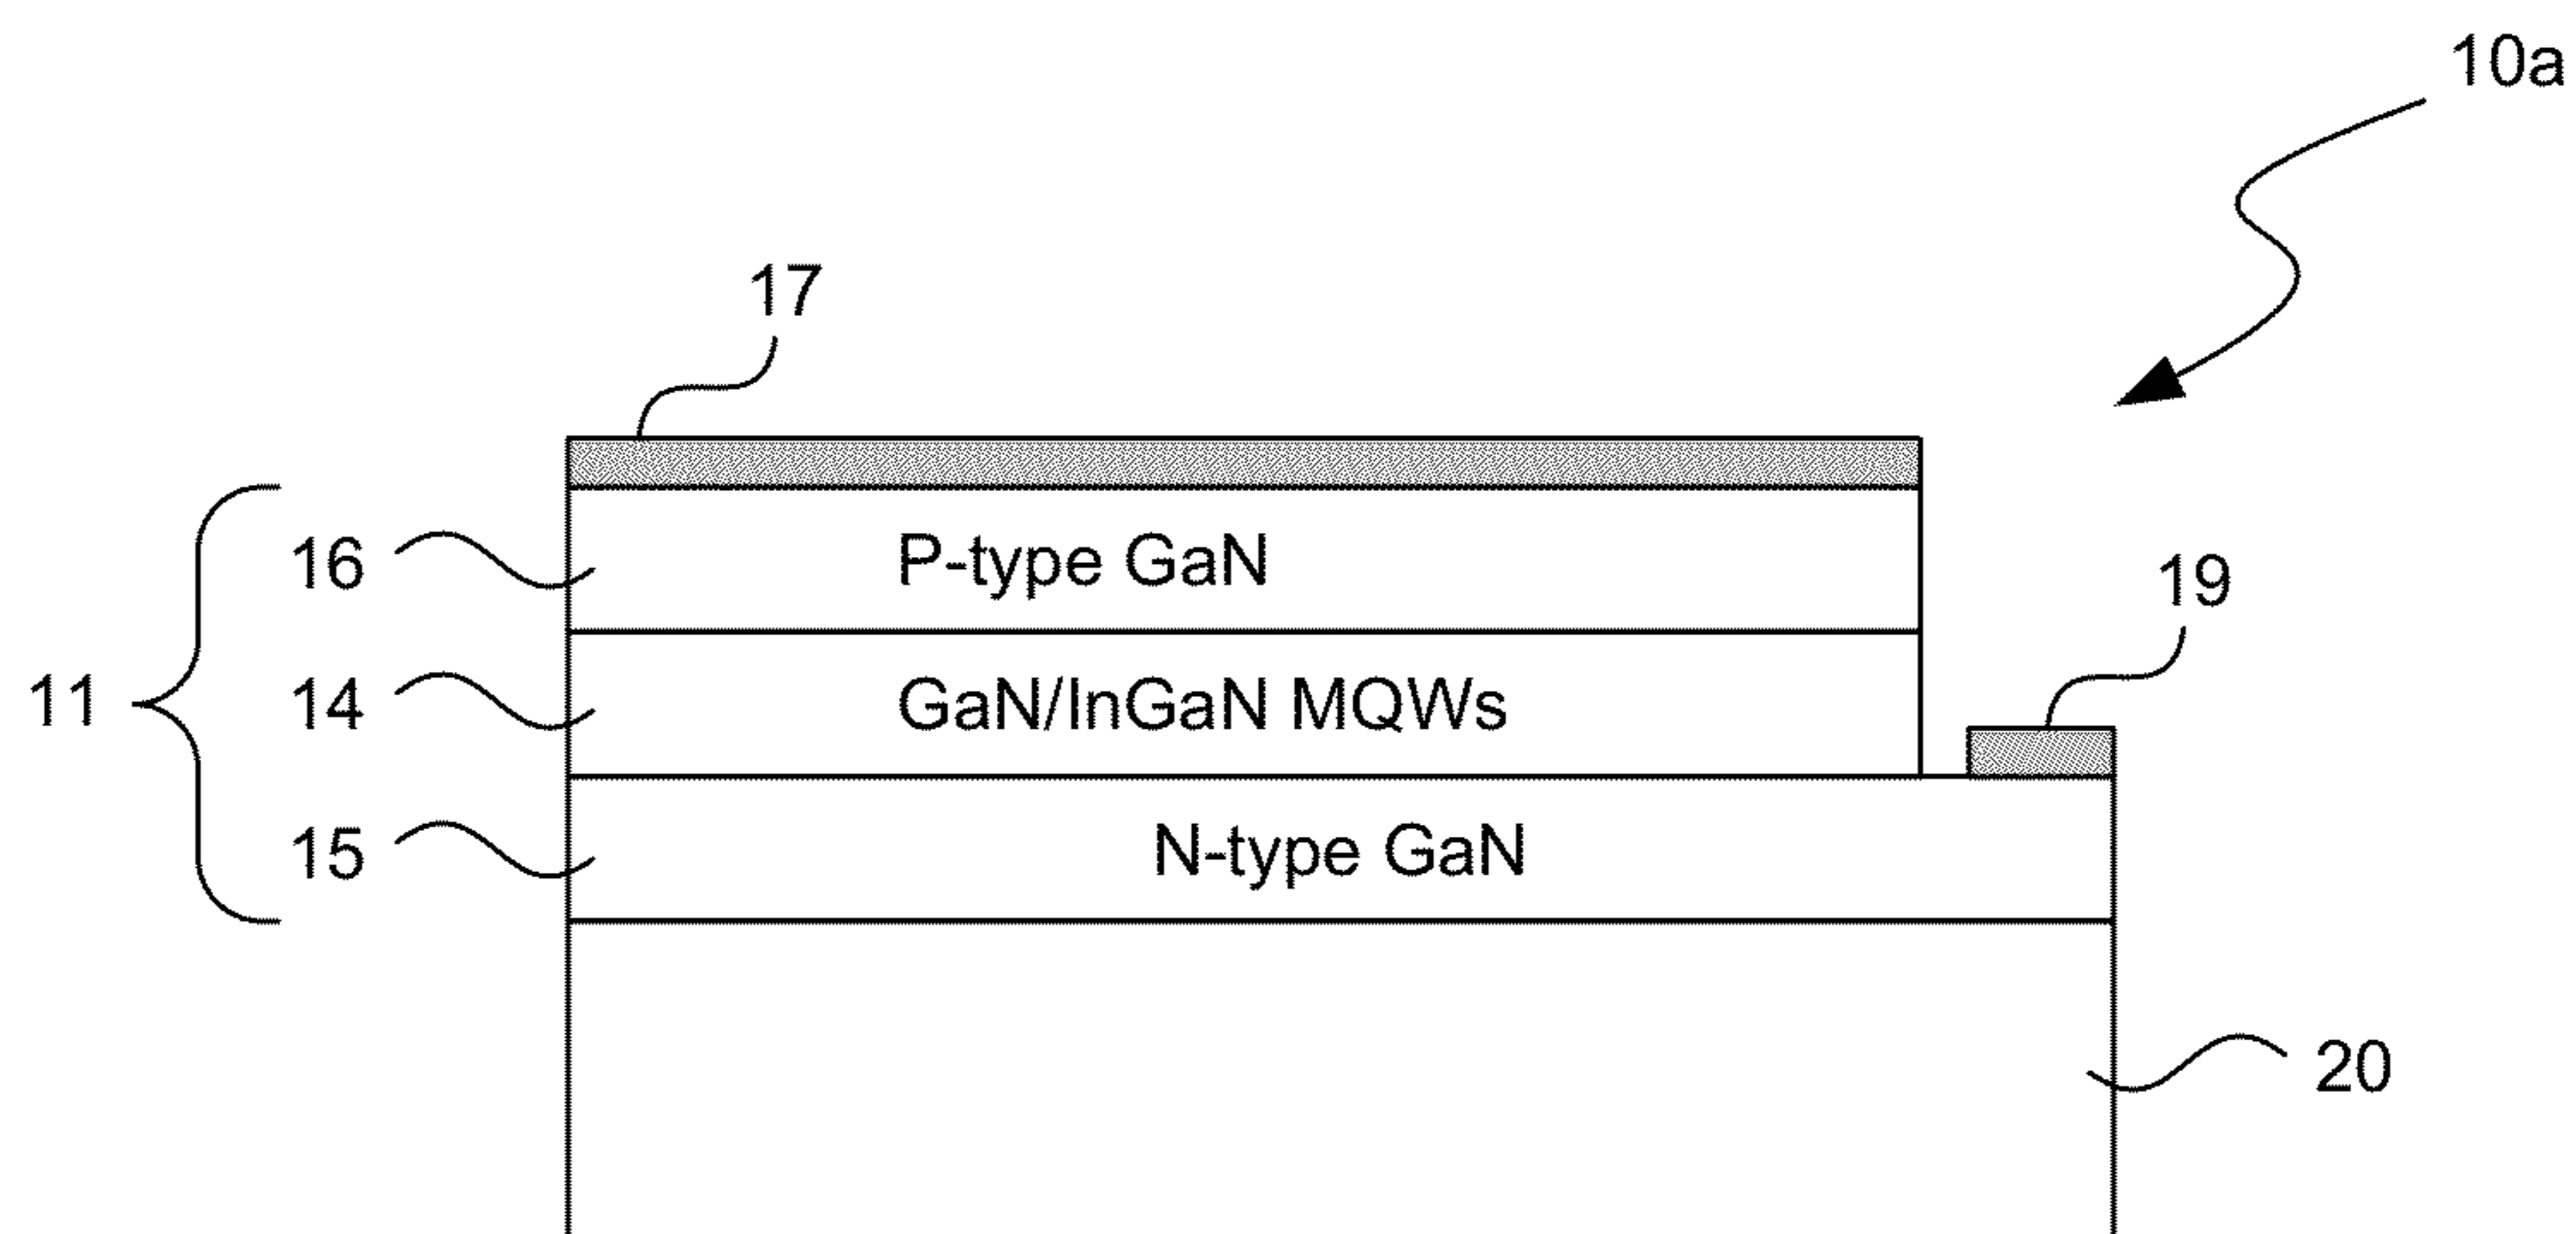 10a
17
16 P-type GaN
19
11 14 GaN/InGaN MQWs
15 N-type GaN
20